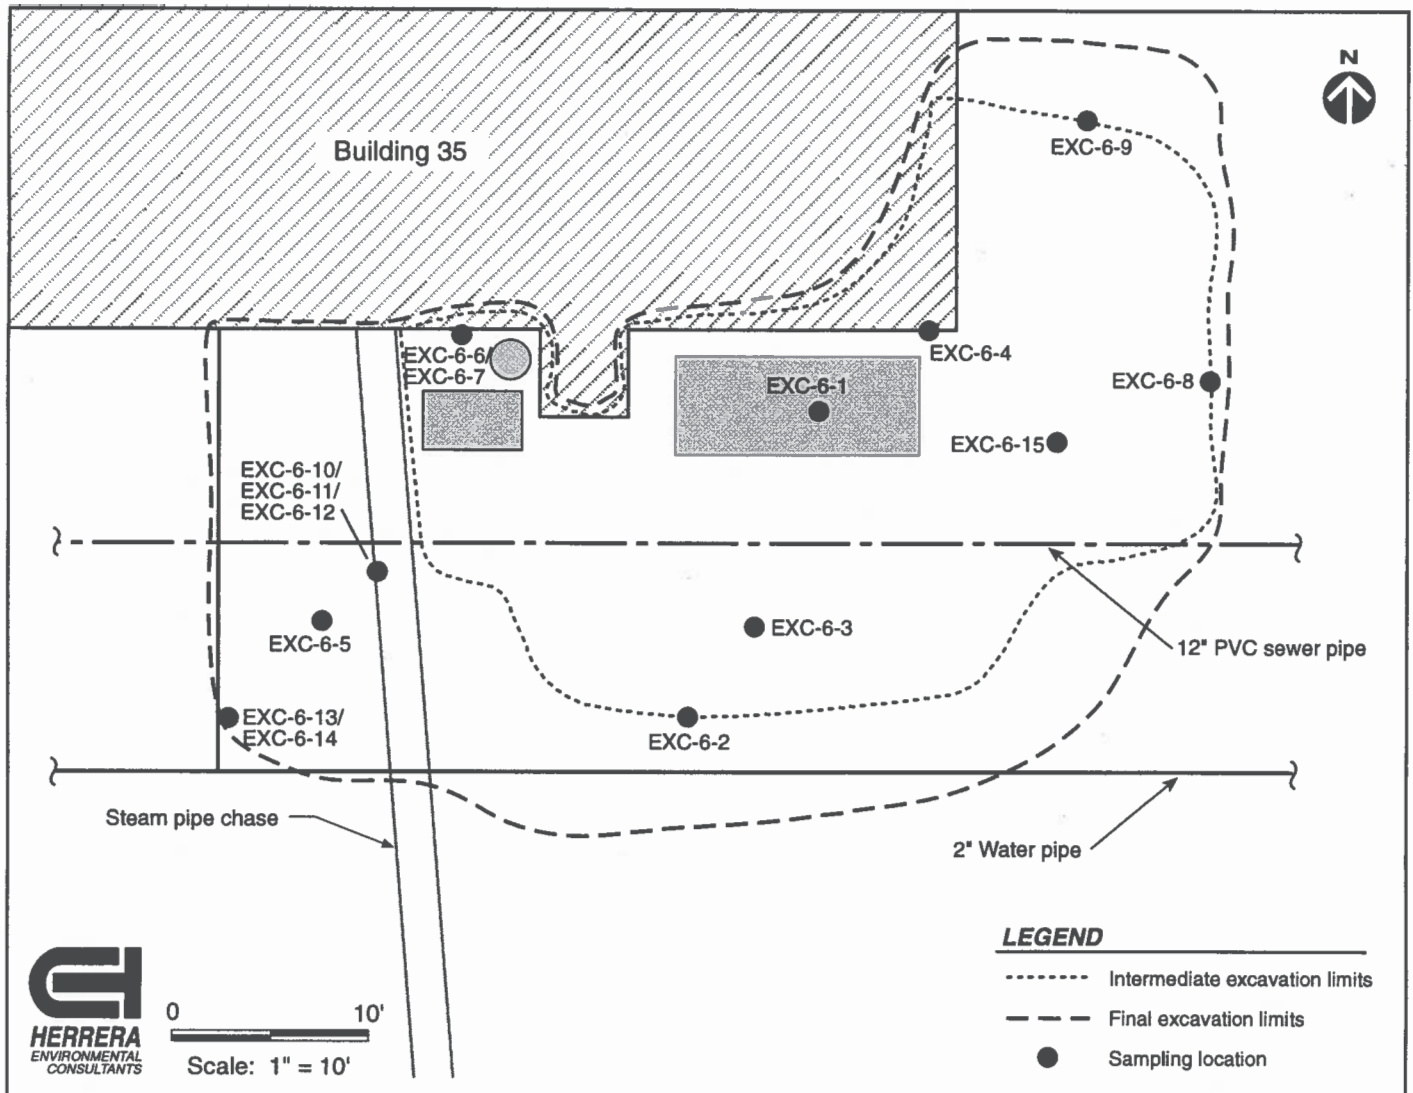 N
Building 35
EXC-6-9
EXC-6-6/
EXC-6-7
EXC-6-4
EXC-6-1
EXC-6-8
EXC-6-15
EXC-6-10/
EXC-6-11/
EXC-6-12
EXC-6-5
EXC-6-3
12" PVC sewer pipe
EXC-6-13/
EXC-6-14
EXC-6-2
Steam pipe chase
2" Water pipe
LEGEND
Intermediate excavation limits
Final excavation limits
Sampling location
HERRERA
ENVIRONMENTAL
CONSULTANTS
0 10'
Scale: 1" = 10'